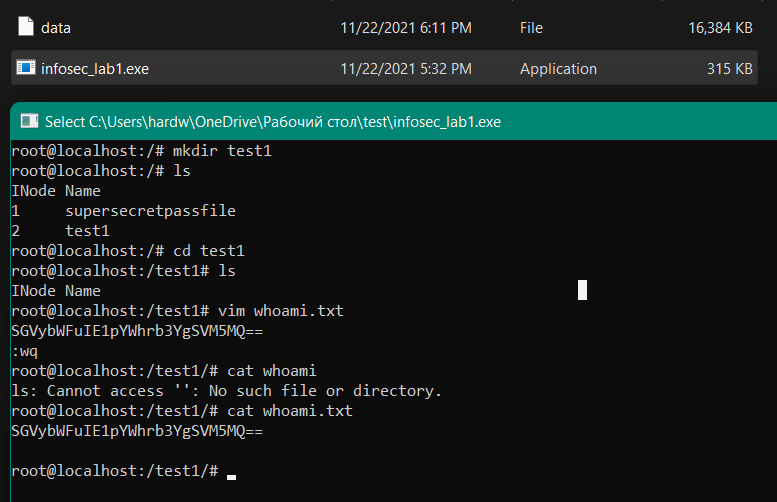 data 11/22/2021 6:11 PM File 16,384 KB
infosec_lab1.exe 11/22/2021 5:32 PM Application 315 KB
Select C:\Users\hardw\OneDrive\Рабочий стол\test\infosec_lab1.exe
root@localhost:/# mkdir test1
root@localhost:/# ls
INode Name
1 supersecretpassfile
2 test1
root@localhost:/# cd test1
root@localhost:/test1# ls
INode Name
root@localhost:/test1# vim whoami.txt
SGVybWFuIE1pYWhrb3YgSVM5MQ==
:wq
root@localhost:/test1/# cat whoami
ls: Cannot access '': No such file or directory.
root@localhost:/test1/# cat whoami.txt
SGVybWFuIE1pYWhrb3YgSVM5MQ==
root@localhost:/test1/#